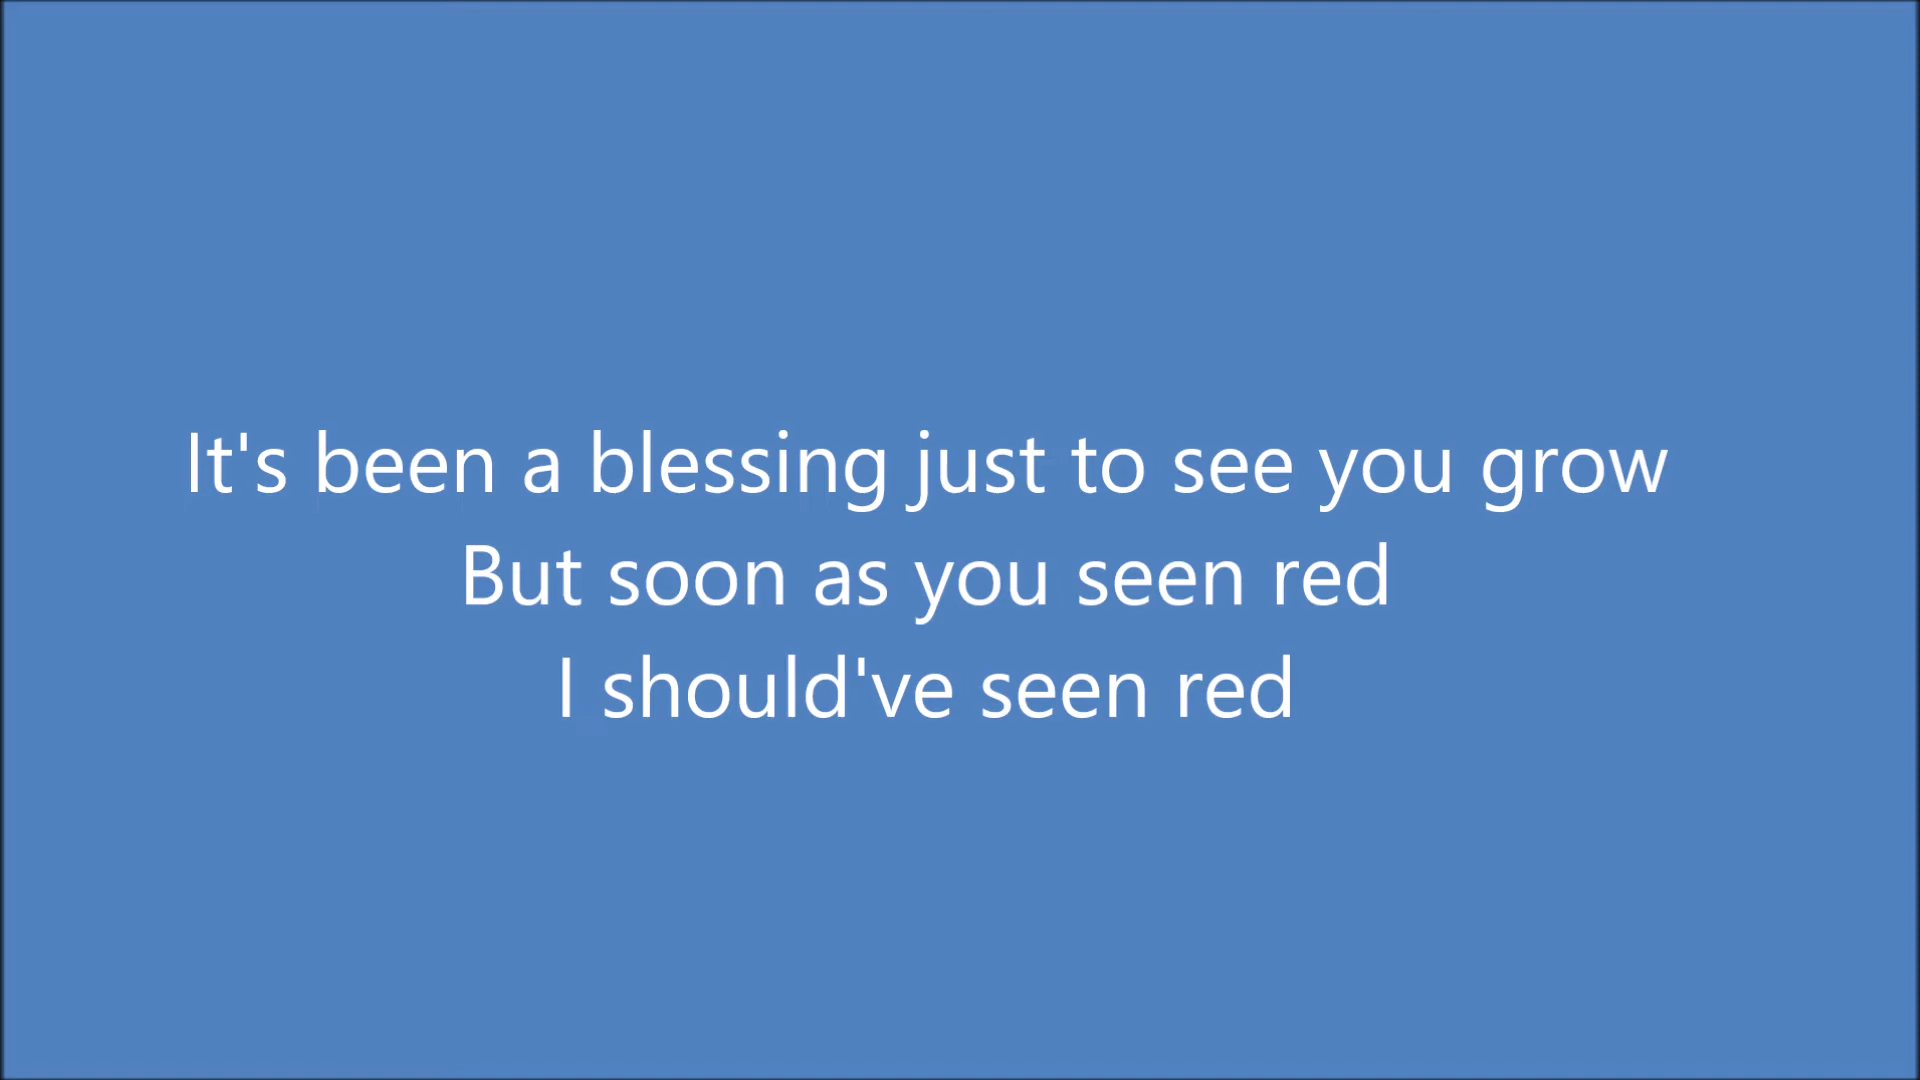 It's been a blessing just to see you grow
But soon as you seen red
I should've seen red